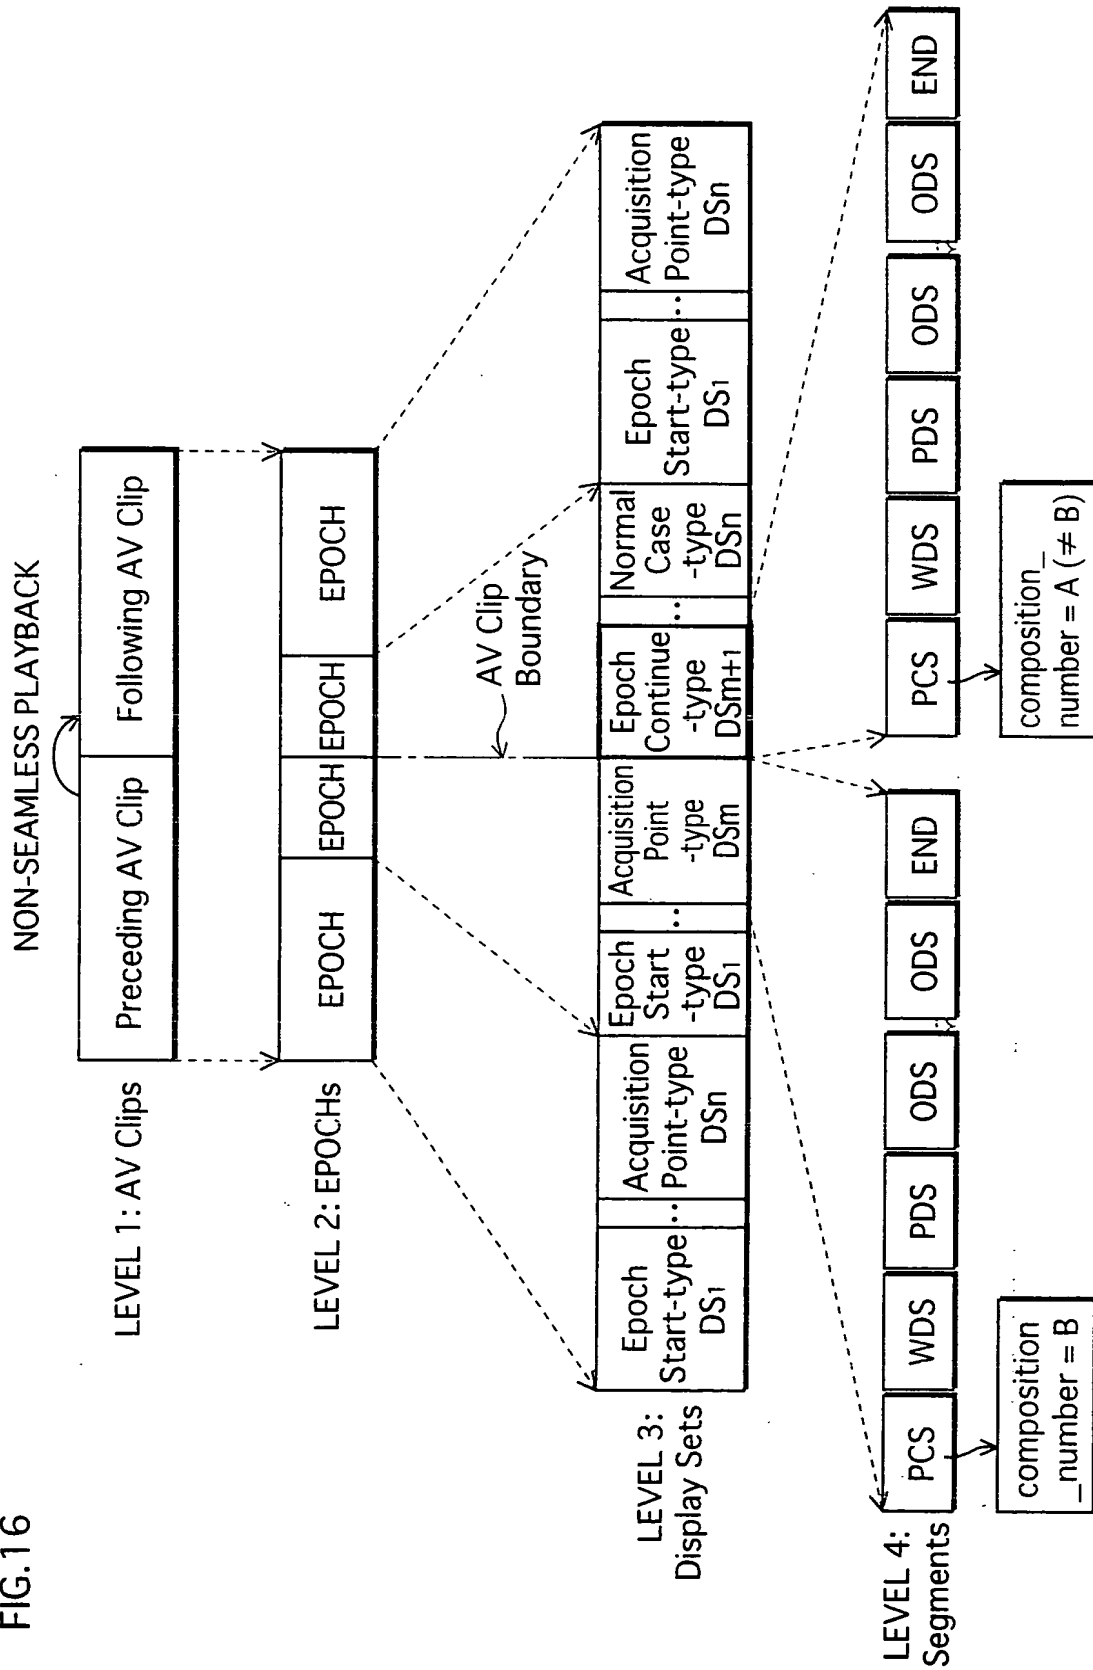 FIG.16
NON-SEAMLESS PLAYBACK
LEVEL 1: AV Clips
Preceding AV Clip
Following AV Clip
LEVEL 2: EPOCHs
EPOCH
EPOCH
EPOCH
EPOCH
AV Clip
Boundary
LEVEL 3:
Display Sets
Epoch
Start-type
DS1
...
Acquisition
Point-type
DSn
Epoch
Start
-type
DS1
...
Acquisition
Point
-type
DSm
Epoch
Continue
-type
DSm+1
...
Normal
Case
-type
DSn
Epoch
Start-type
DS1
...
Acquisition
Point-type
DSn
LEVEL 4:
Segments
PCS
WDS
PDS
ODS
ODS
END
PCS
WDS
PDS
ODS
ODS
END
composition
_number = B
composition_
number = A (≠ B)